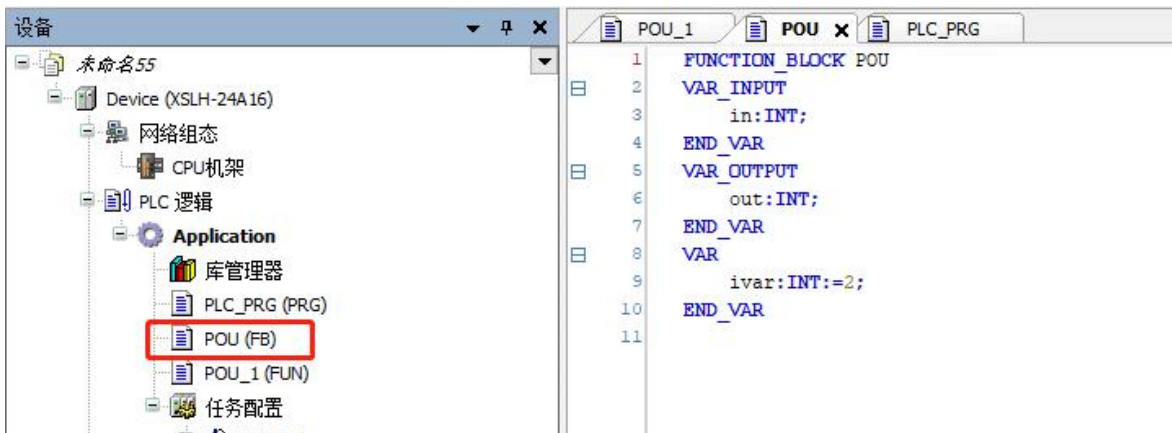 设备
未命名55
Device (XSLH-24A16)
网络组态
CPU机架
PLC 逻辑
Application
库管理器
PLC_PRG (PRG)
POU (FB)
POU_1 (FUN)
任务配置
POU_1 POU PLC_PRG
1 FUNCTION_BLOCK POU
2 VAR_INPUT
3 in:INT;
4 END_VAR
5 VAR_OUTPUT
6 out:INT;
7 END_VAR
8 VAR
9 ivar:INT:=2;
10 END_VAR
11